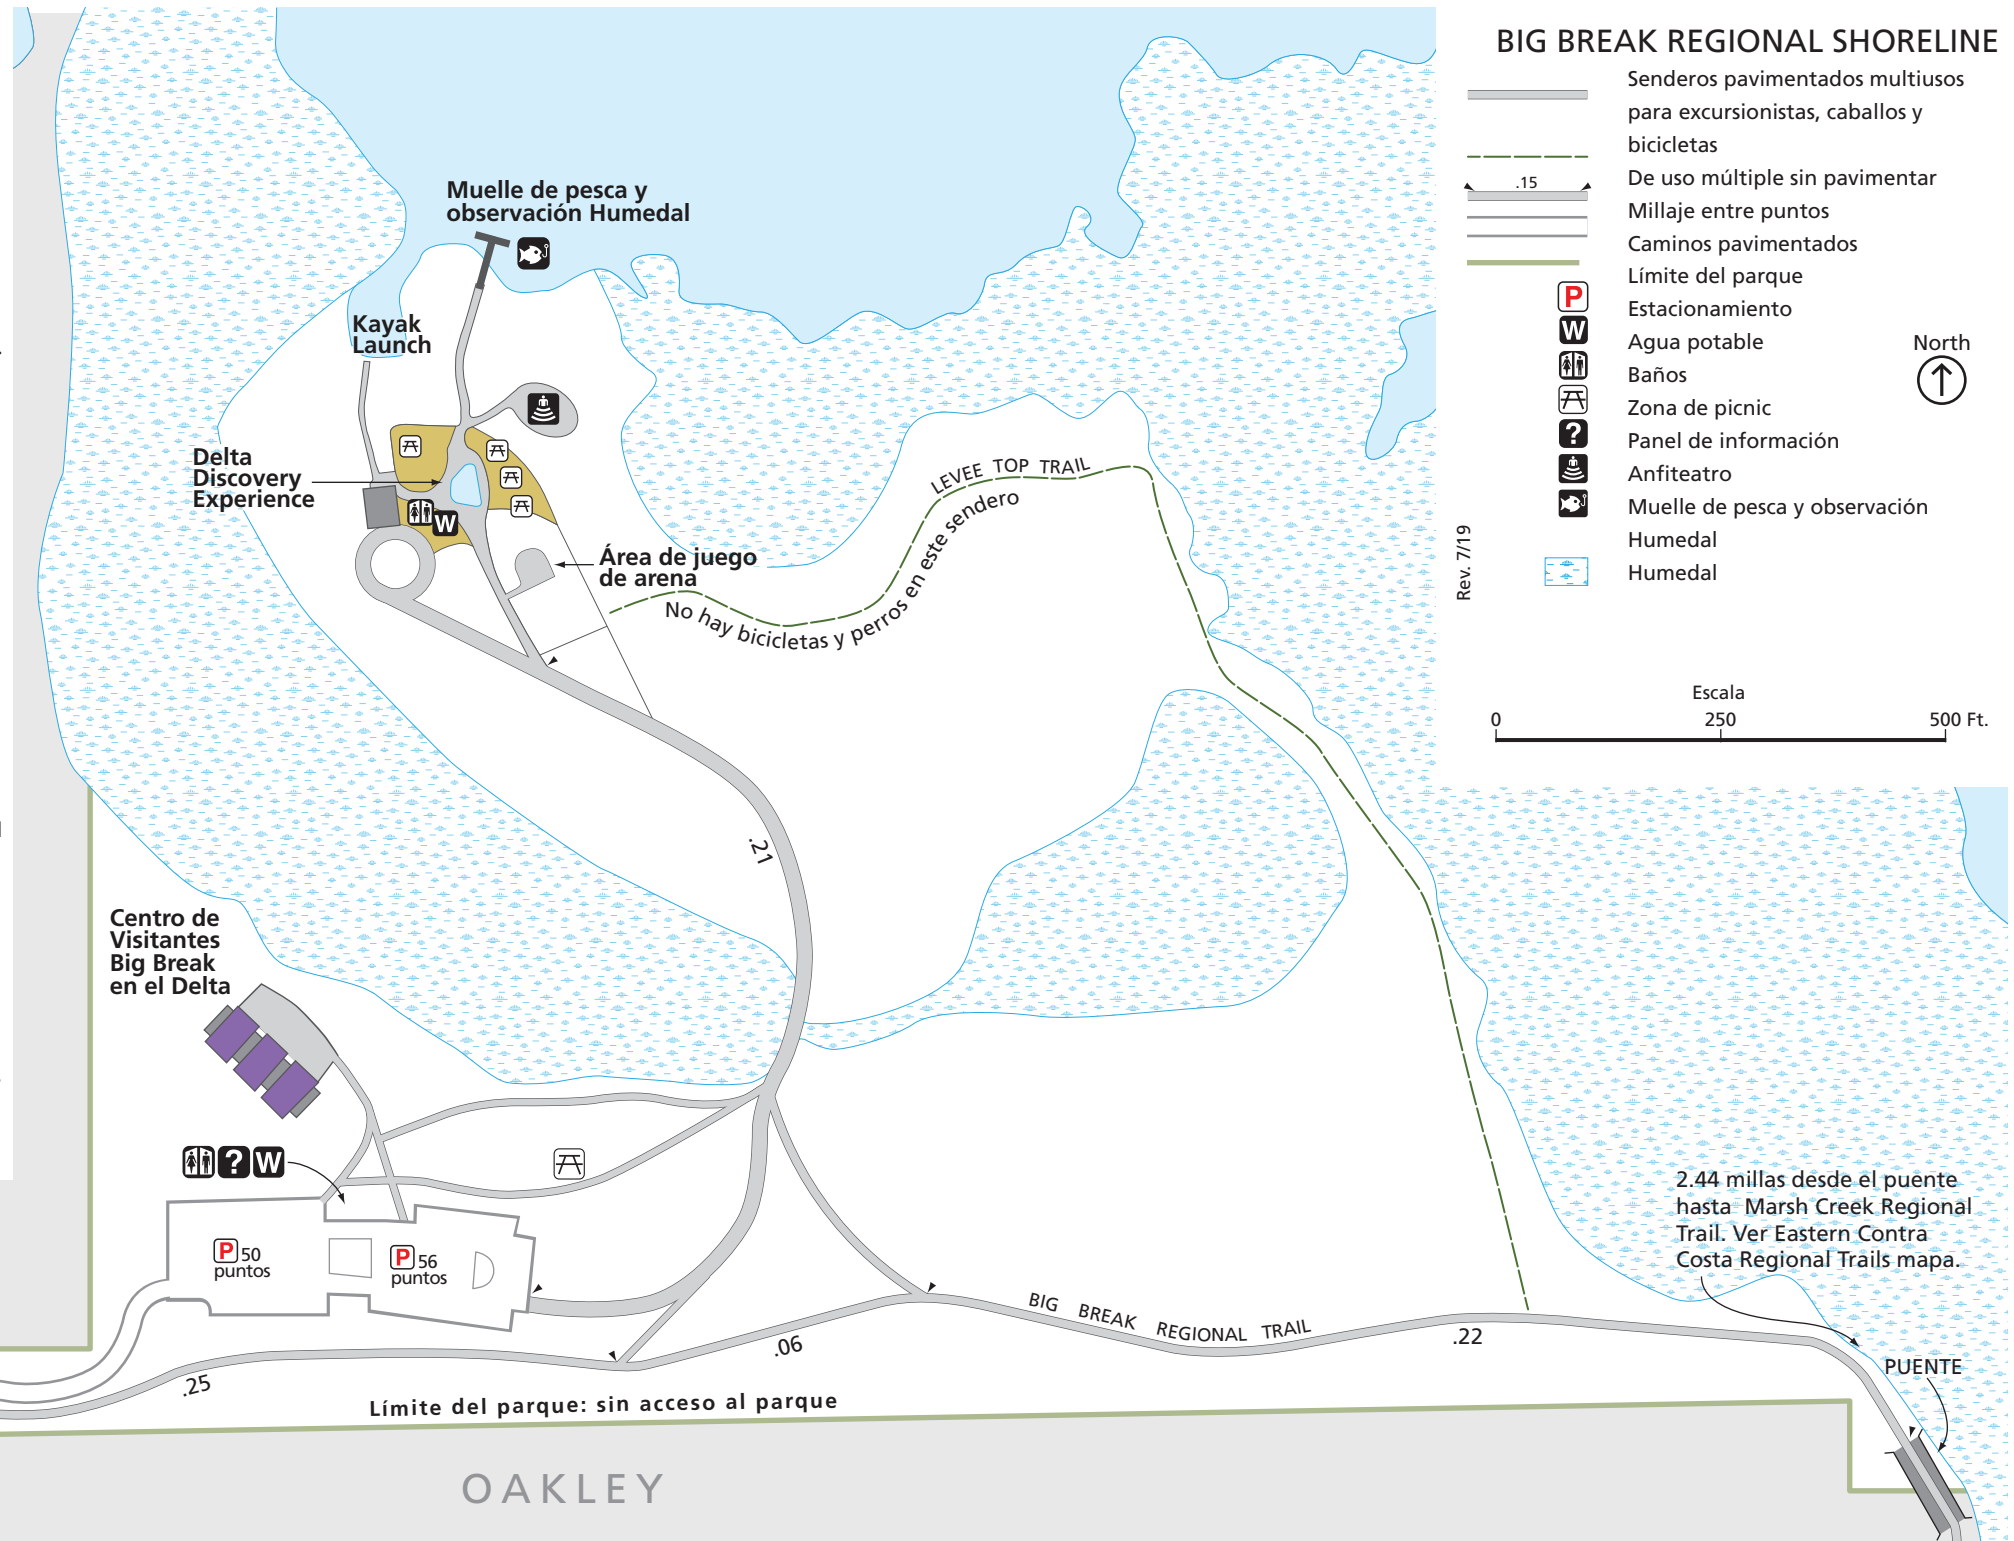 BIG BREAK REGIONAL SHORELINE
Senderos pavimentados multiusos
para excursionistas, caballos y
bicicletas
De uso múltiple sin pavimentar
.15
Millaje entre puntos
Caminos pavimentados
Límite del parque
P
Estacionamiento
W
Agua potable
Baños
Zona de picnic
?
Panel de información
Anfiteatro
Muelle de pesca y observación
Humedal
Humedal
North
Rev. 7/19
Escala
0 250 500 Ft.
Muelle de pesca y
observación Humedal
Kayak
Launch
Delta
Discovery
Experience
W
Área de juego
de arena
LEVEE TOP TRAIL
No hay bicicletas y perros en este sendero
.21
Centro de
Visitantes
Big Break
en el Delta
? W
P 50
puntos
P 56
puntos
2.44 millas desde el puente
hasta Marsh Creek Regional
Trail. Ver Eastern Contra
Costa Regional Trails mapa.
BIG BREAK REGIONAL TRAIL
.22
.06
.25
PUENTE
Límite del parque: sin acceso al parque
OAKLEY